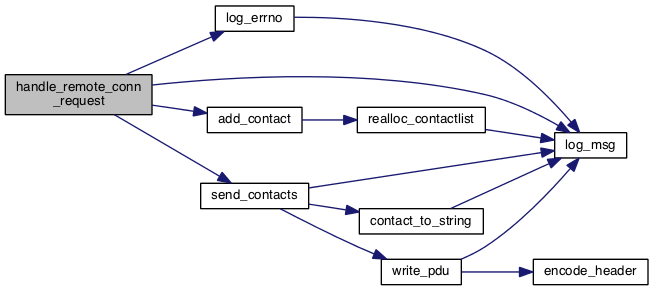 log_errno
handle_remote_conn
_request
add_contact
realloc_contactlist
log_msg
send_contacts
contact_to_string
write_pdu
encode_header